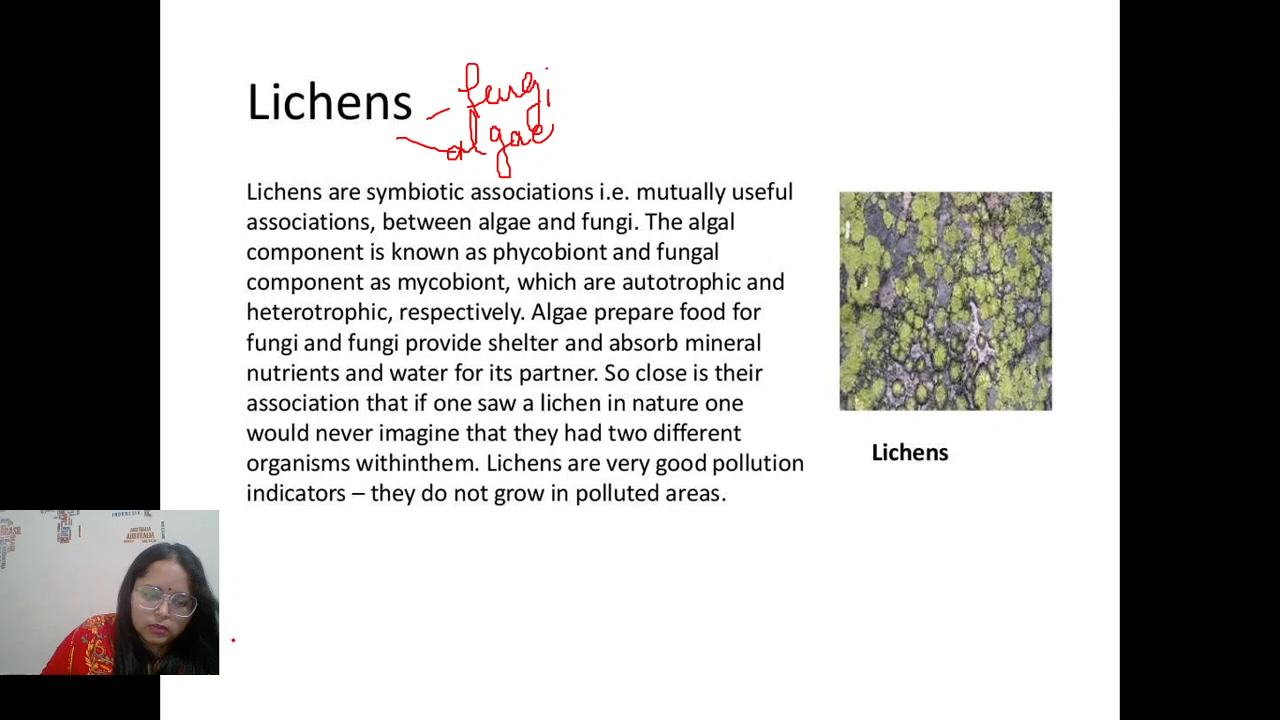 Lichens
fungi
algae
Lichens are symbiotic associations i.e. mutually useful
associations, between algae and fungi. The algal
component is known as phycobiont and fungal
component as mycobiont, which are autotrophic and
heterotrophic, respectively. Algae prepare food for
fungi and fungi provide shelter and absorb mineral
nutrients and water for its partner. So close is their
association that if one saw a lichen in nature one
would never imagine that they had two different
organisms withinthem. Lichens are very good pollution
indicators – they do not grow in polluted areas.
Lichens
INDONESIA
AUSTRALIA
AUSTRALIA